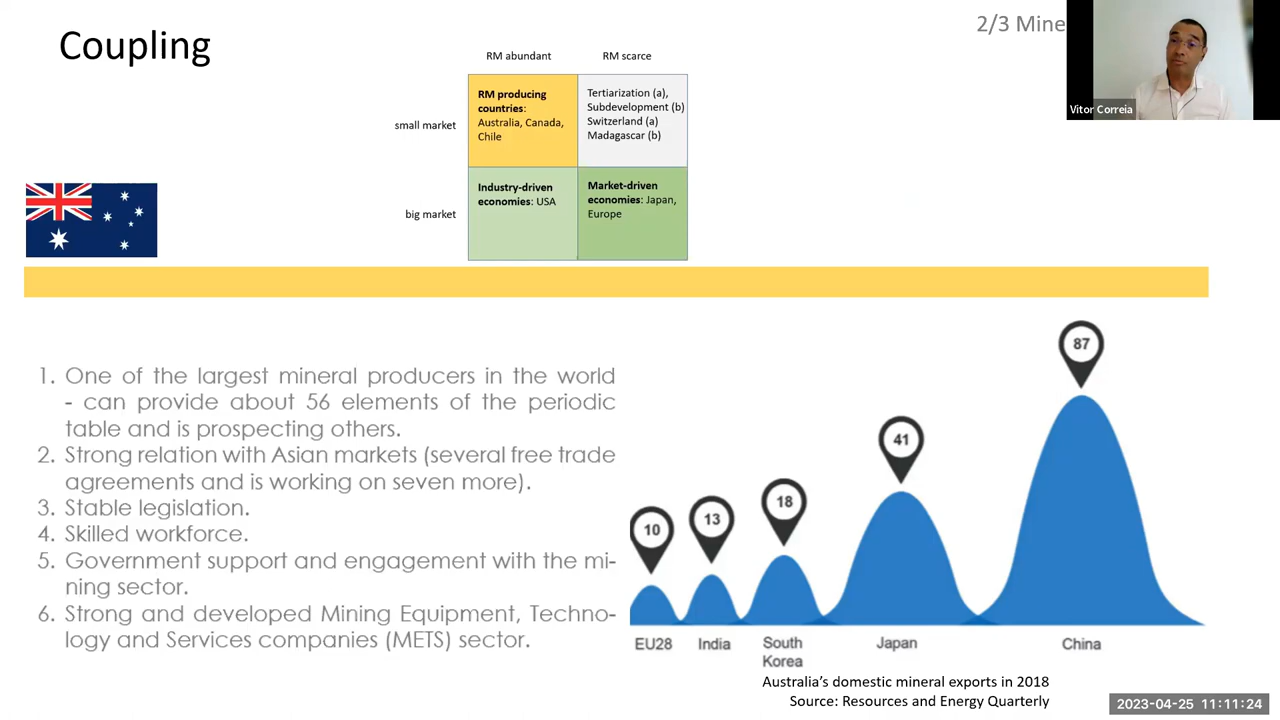 Coupling
2/3 Mine
Vitor Correia
RM abundant
RM scarce
small market
RM producing
countries:
Australia, Canada,
Chile
Tertiarization (a),
Subdevelopment (b)
Switzerland (a)
Madagascar (b)
big market
Industry-driven
economies: USA
Market-driven
economies: Japan,
Europe
1. One of the largest mineral producers in the world
- can provide about 56 elements of the periodic
table and is prospecting others.
2. Strong relation with Asian markets (several free trade
agreements and is working on seven more).
3. Stable legislation.
4. Skilled workforce.
5. Government support and engagement with the mi-
ning sector.
6. Strong and developed Mining Equipment, Techno-
logy and Services companies (METS) sector.
10
13
18
41
87
EU28
India
South
Korea
Japan
China
Australia’s domestic mineral exports in 2018
Source: Resources and Energy Quarterly
2023-04-25 11:11:24